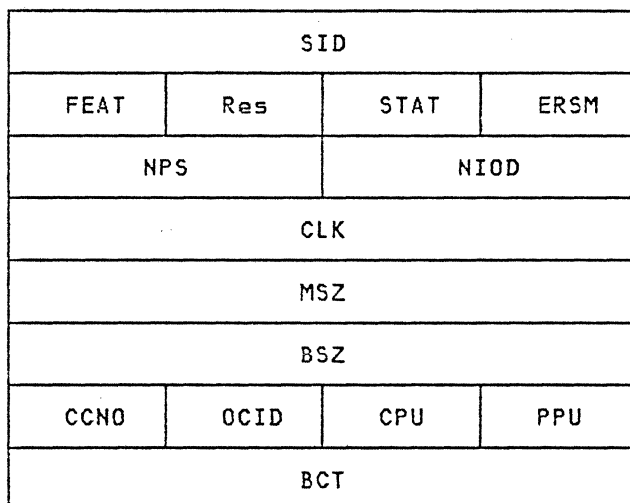 SID
FEAT Res STAT ERSM
NPS NIOD
CLK
MSZ
BSZ
CCNO OCID CPU PPU
BCT